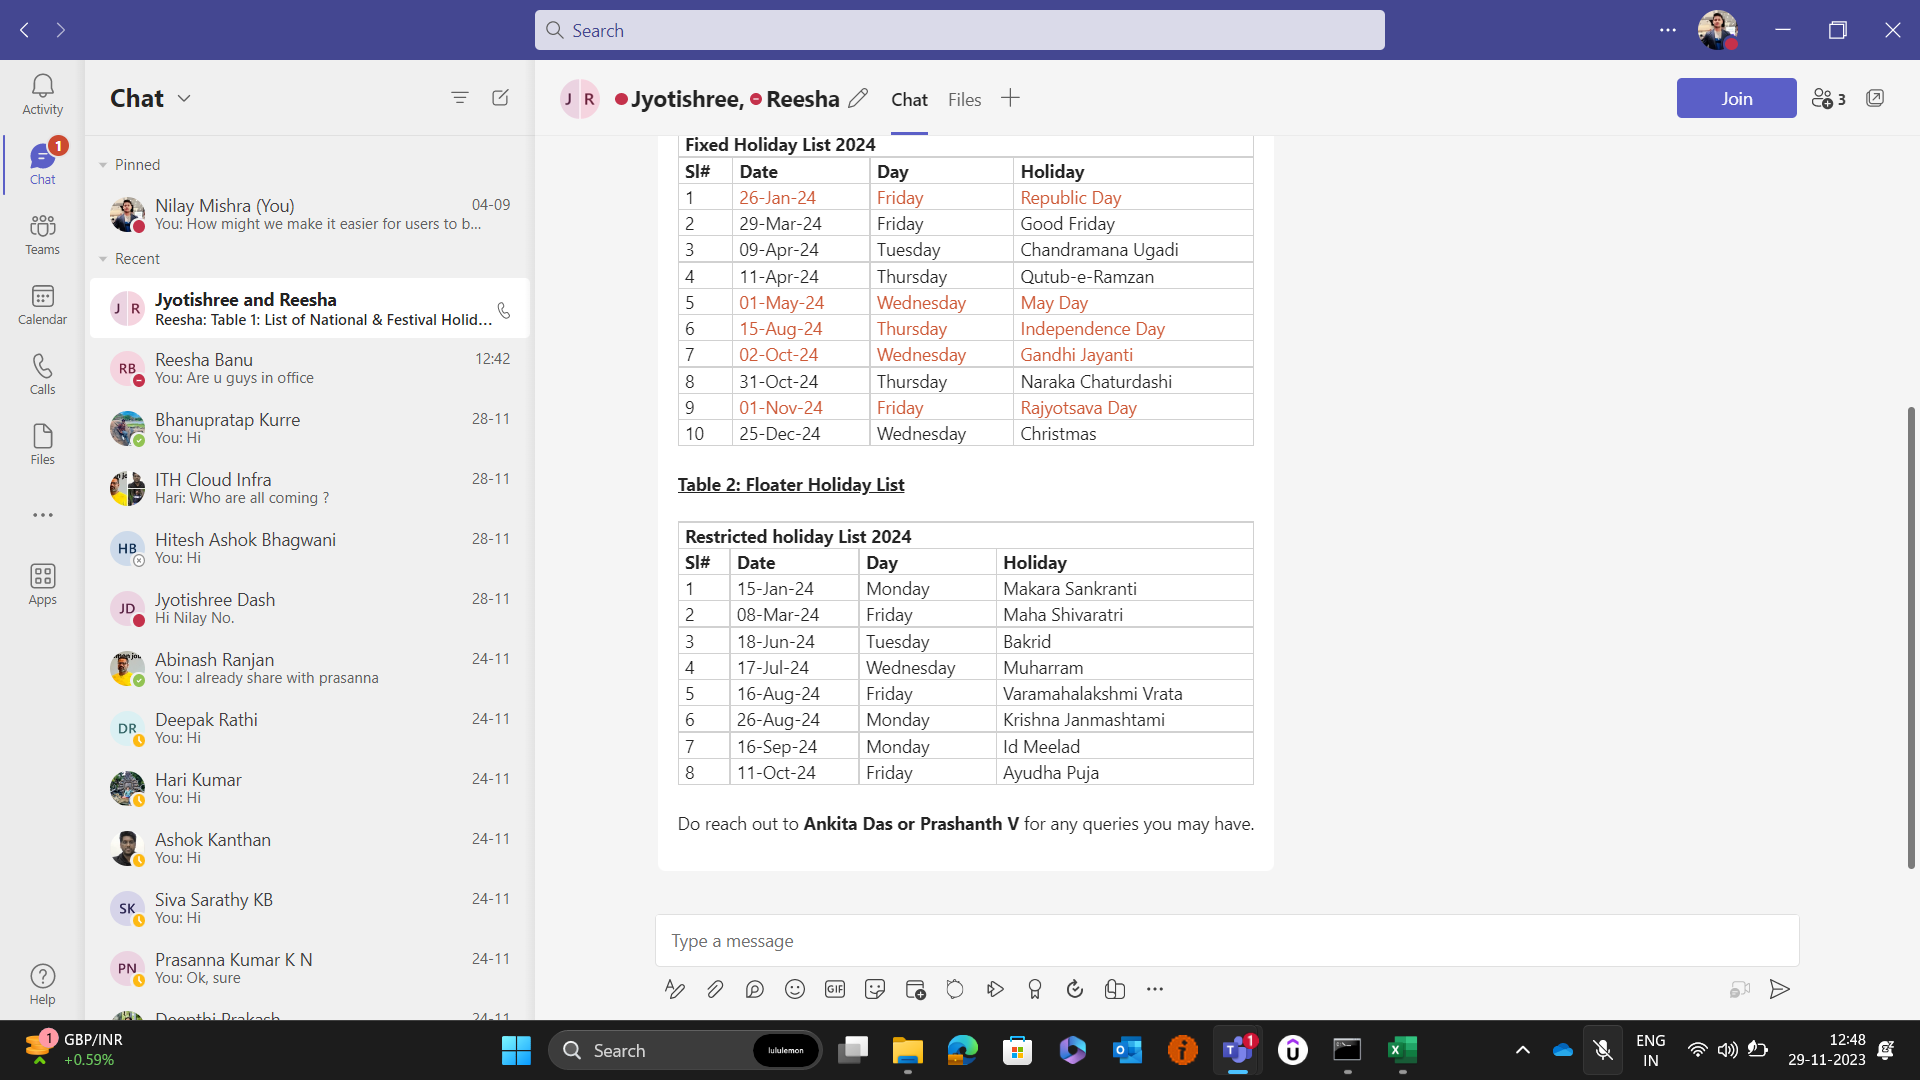 Search
Activity
Chat
1
Chat
Teams
Calendar
Calls
Files
Apps
Help
Pinned
Nilay Mishra (You) 04-09
You: How might we make it easier for users to b...
Recent
J R Jyotishree and Reesha
Reesha: Table 1: List of National & Festival Holid...
RB Reesha Banu 12:42
You: Are u guys in office
Bhanupratap Kurre 28-11
You: Hi
ITH Cloud Infra 28-11
Hari: Who are all coming ?
HB Hitesh Ashok Bhagwani 28-11
You: Hi
JD Jyotishree Dash 28-11
Hi Nilay No.
Abinash Ranjan 24-11
You: I already share with prasanna
DR Deepak Rathi 24-11
You: Hi
Hari Kumar 24-11
You: Hi
Ashok Kanthan 24-11
You: Hi
SK Siva Sarathy KB 24-11
You: Hi
PN Prasanna Kumar K N 24-11
You: Ok, sure
Deepthi Prakash 24-11
J R Jyotishree, Reesha Chat Files Join 3
Fixed Holiday List 2024
Sl# Date Day Holiday
1 26-Jan-24 Friday Republic Day
2 29-Mar-24 Friday Good Friday
3 09-Apr-24 Tuesday Chandramana Ugadi
4 11-Apr-24 Thursday Qutub-e-Ramzan
5 01-May-24 Wednesday May Day
6 15-Aug-24 Thursday Independence Day
7 02-Oct-24 Wednesday Gandhi Jayanti
8 31-Oct-24 Thursday Naraka Chaturdashi
9 01-Nov-24 Friday Rajyotsava Day
10 25-Dec-24 Wednesday Christmas
Table 2: Floater Holiday List
Restricted holiday List 2024
Sl# Date Day Holiday
1 15-Jan-24 Monday Makara Sankranti
2 08-Mar-24 Friday Maha Shivaratri
3 18-Jun-24 Tuesday Bakrid
4 17-Jul-24 Wednesday Muharram
5 16-Aug-24 Friday Varamahalakshmi Vrata
6 26-Aug-24 Monday Krishna Janmashtami
7 16-Sep-24 Monday Id Meelad
8 11-Oct-24 Friday Ayudha Puja
Do reach out to Ankita Das or Prashanth V for any queries you may have.
Type a message
GIF
1 GBP/INR
+0.59%
Search lululemon
1
ENG
IN
12:48
29-11-2023